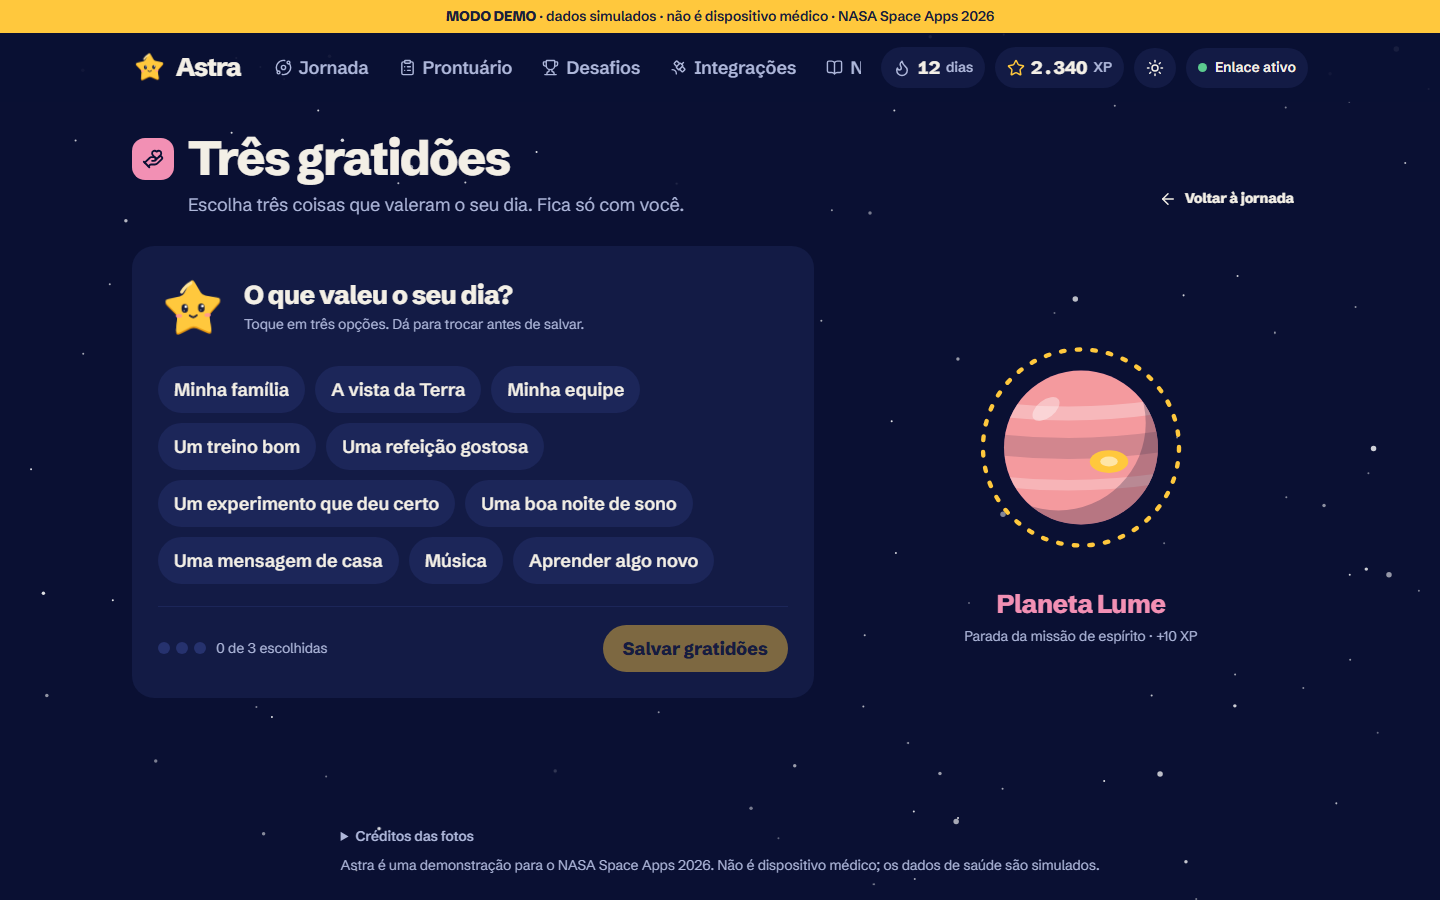 MODO DEMO · dados simulados · não é dispositivo médico · NASA Space Apps 2026
Astra Jornada Prontuário Desafios Integrações N 12 dias 2.340 XP Enlace ativo
Três gratidões
Escolha três coisas que valeram o seu dia. Fica só com você.
Voltar à jornada
O que valeu o seu dia?
Toque em três opções. Dá para trocar antes de salvar.
Minha família A vista da Terra Minha equipe
Um treino bom Uma refeição gostosa
Um experimento que deu certo Uma boa noite de sono
Uma mensagem de casa Música Aprender algo novo
0 de 3 escolhidas Salvar gratidões
Planeta Lume
Parada da missão de espírito · +10 XP
Créditos das fotos
Astra é uma demonstração para o NASA Space Apps 2026. Não é dispositivo médico; os dados de saúde são simulados.